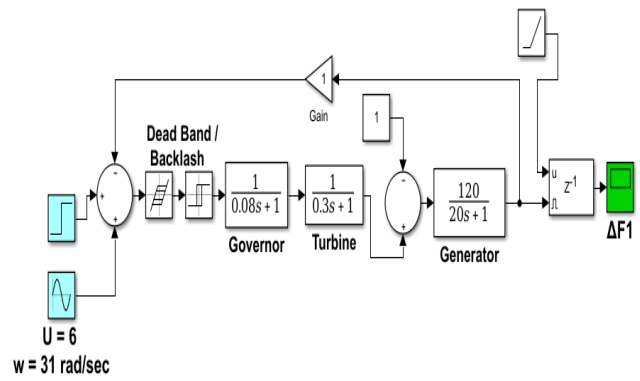 1
Gain
1
Dead Band /
Backlash
1
0.08s+1
Governor
1
0.3s+1
Turbine
120
20s+1
Generator
u
z-1
ΔF1
U = 6
w = 31 rad/sec